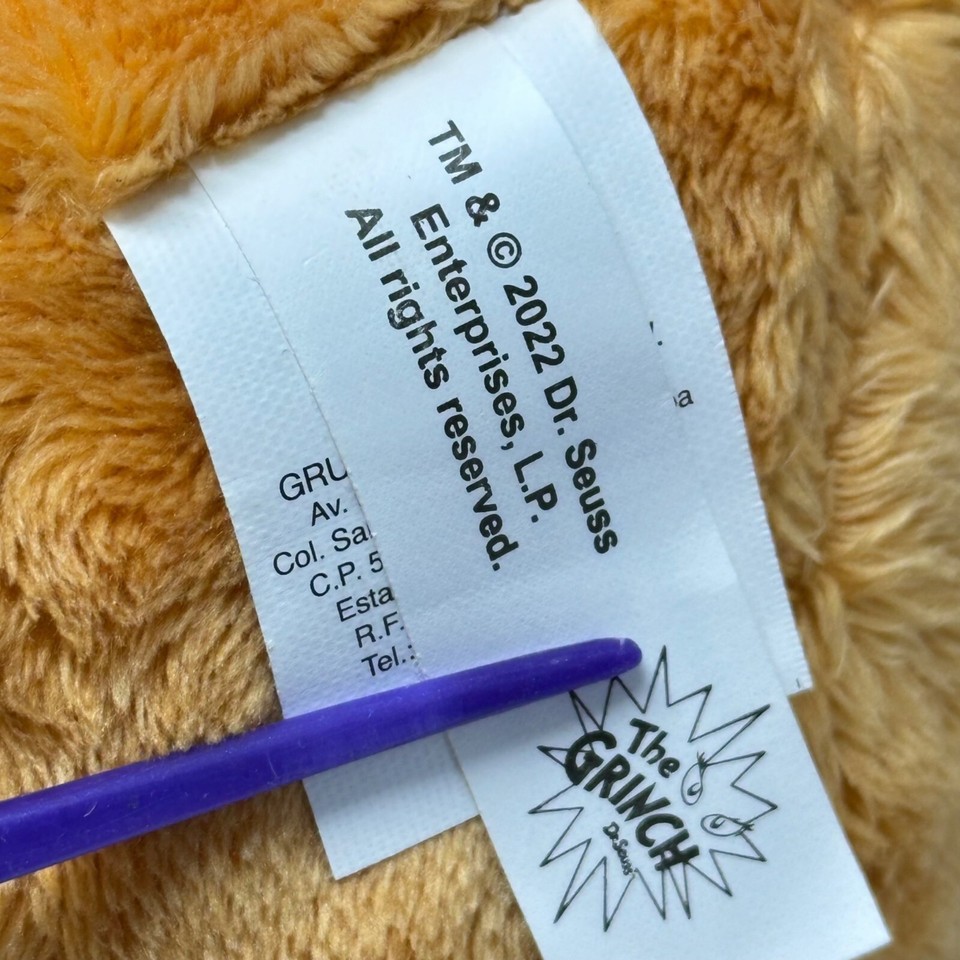 TM & © 2022 Dr. Seuss
Enterprises, L.P.
All rights reserved.
GRU
Av.
Col. Sa
C.P. 5
Esta
R.F.
Tel.:
The
GRINCH
Dr. Seuss